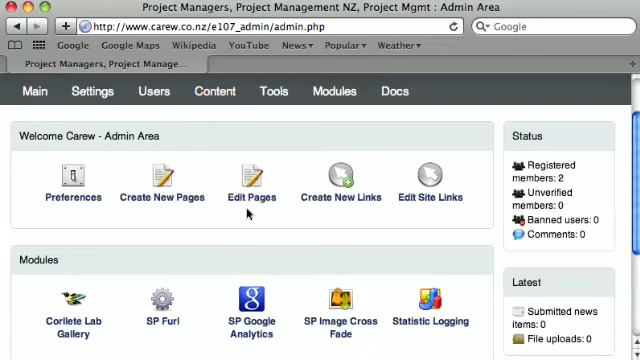 Project Managers, Project Management NZ, Project Mgmt : Admin Area
http://www.carew.co.nz/e107_admin/admin.php
Google
Google Maps Wikipedia YouTube News Popular Weather
Project Managers, Project Manage...
Main Settings Users Content Tools Modules Docs
Welcome Carew - Admin Area
Preferences Create New Pages Edit Pages Create New Links Edit Site Links
Modules
Corllete Lab Gallery
SP Furl
SP Google Analytics
SP Image Cross Fade
Statistic Logging
Status
Registered members: 2
Unverified members: 0
Banned users: 0
Comments: 0
Latest
Submitted news items: 0
File uploads: 0